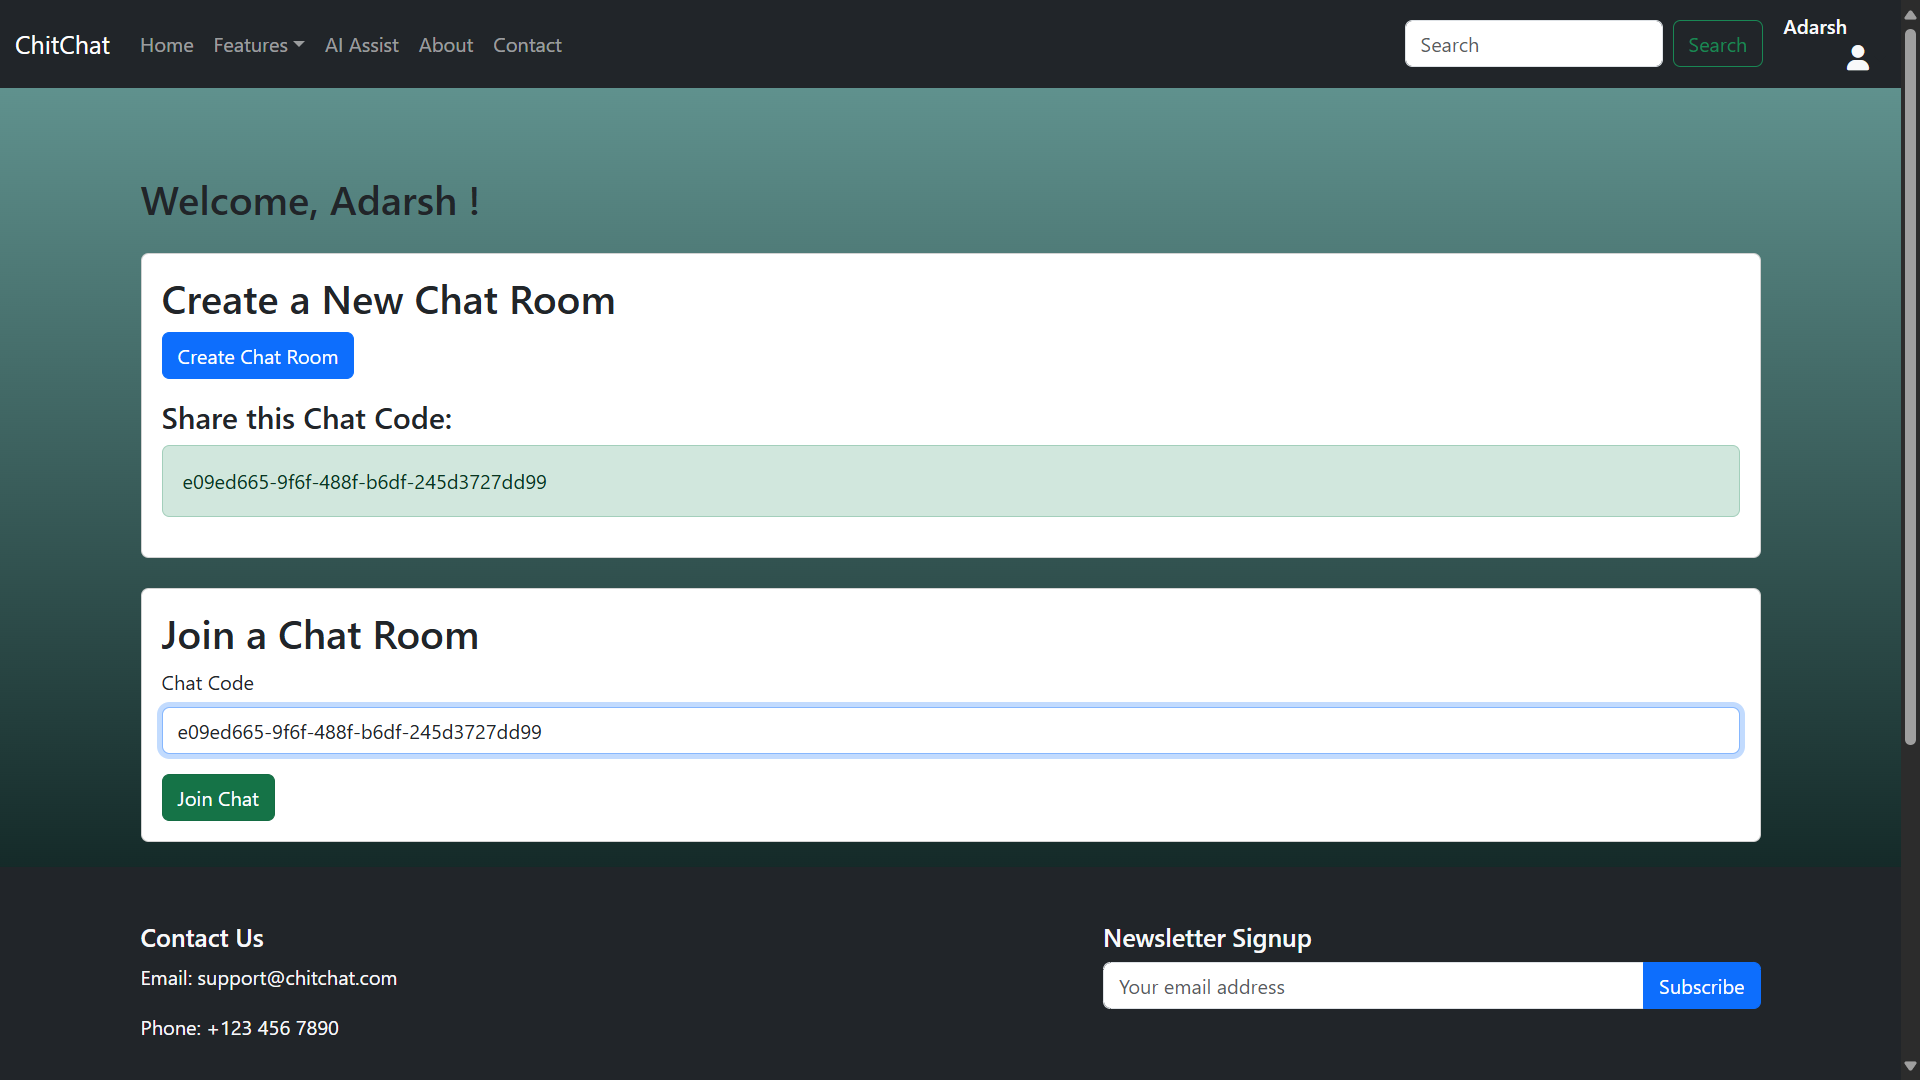 ChitChat Home Features AI Assist About Contact Search Search Adarsh
Welcome, Adarsh !
Create a New Chat Room
Create Chat Room
Share this Chat Code:
e09ed665-9f6f-488f-b6df-245d3727dd99
Join a Chat Room
Chat Code
e09ed665-9f6f-488f-b6df-245d3727dd99
Join Chat
Contact Us
Email: support@chitchat.com
Phone: +123 456 7890
Newsletter Signup
Your email address Subscribe